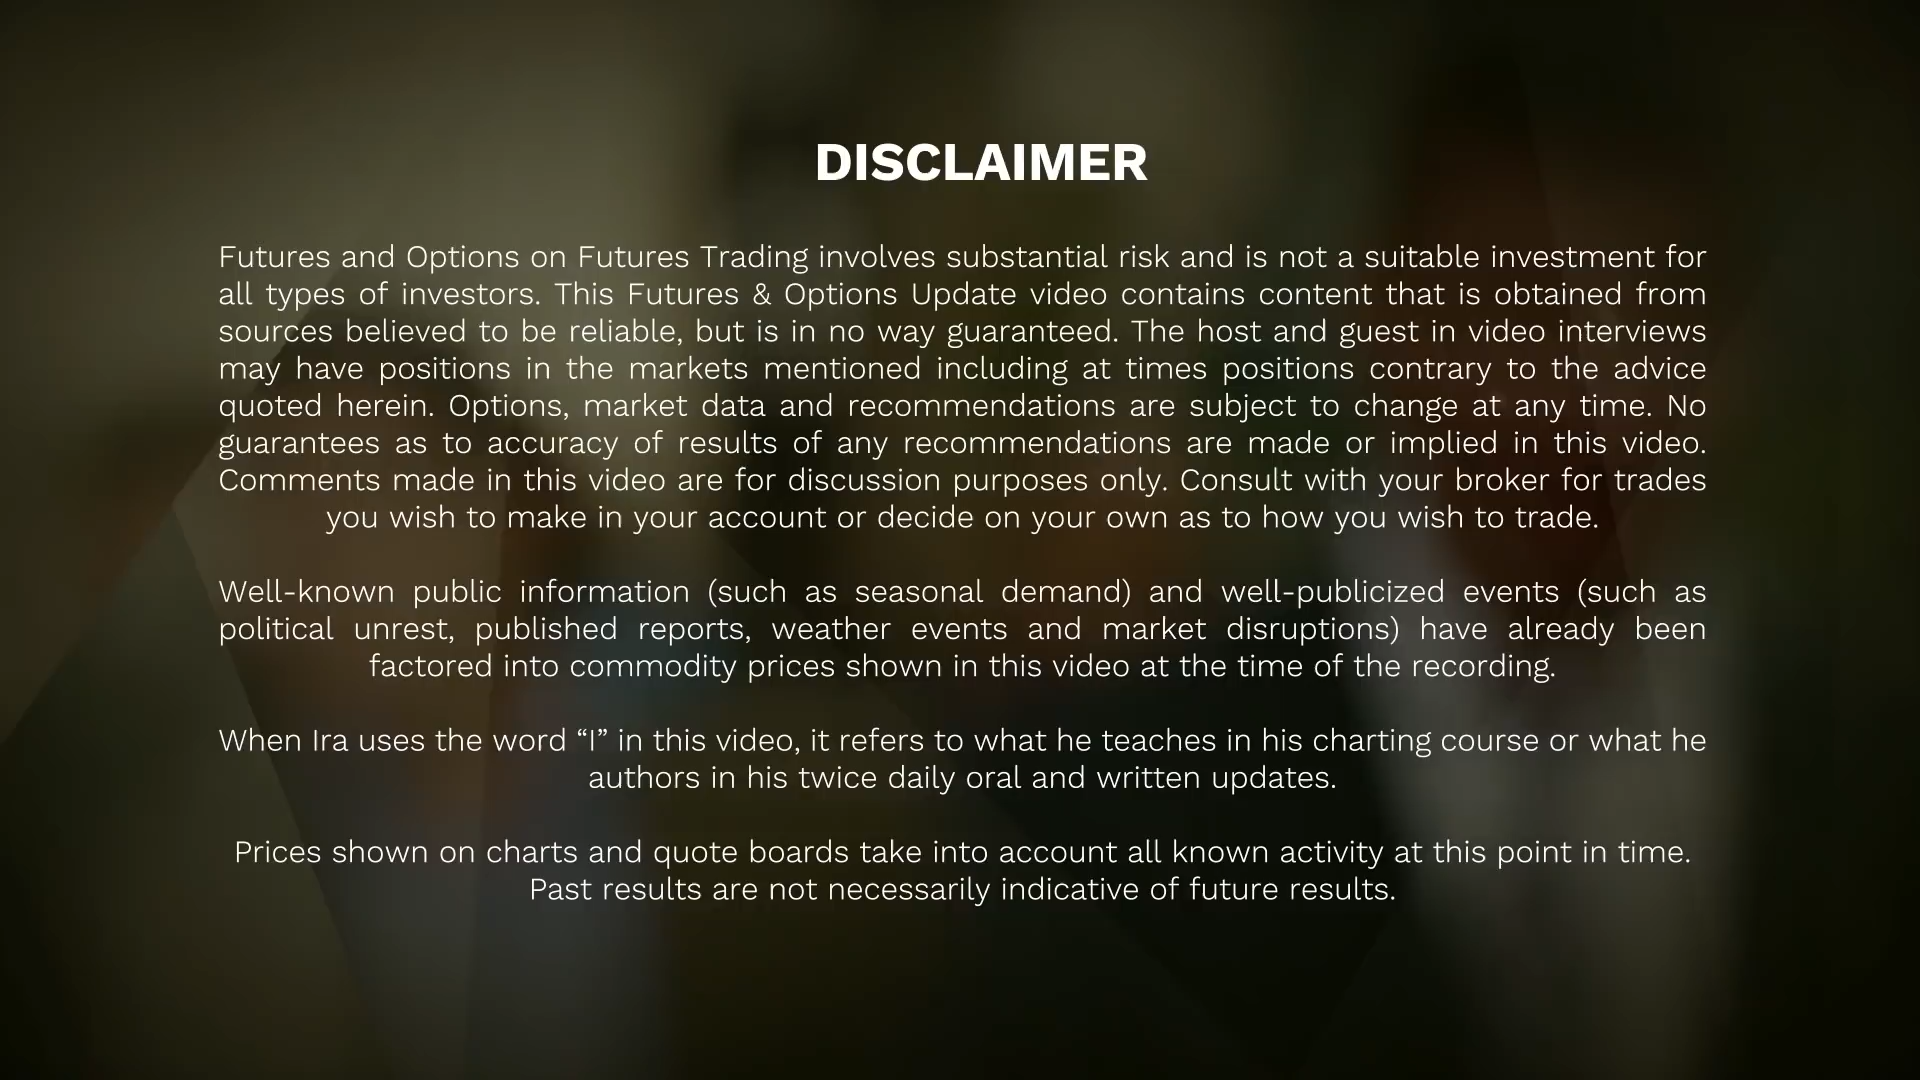 DISCLAIMER
Futures and Options on Futures Trading involves substantial risk and is not a suitable investment for
all types of investors. This Futures & Options Update video contains content that is obtained from
sources believed to be reliable, but is in no way guaranteed. The host and guest in video interviews
may have positions in the markets mentioned including at times positions contrary to the advice
quoted herein. Options, market data and recommendations are subject to change at any time. No
guarantees as to accuracy of results of any recommendations are made or implied in this video.
Comments made in this video are for discussion purposes only. Consult with your broker for trades
you wish to make in your account or decide on your own as to how you wish to trade.
Well-known public information (such as seasonal demand) and well-publicized events (such as
political unrest, published reports, weather events and market disruptions) have already been
factored into commodity prices shown in this video at the time of the recording.
When Ira uses the word “I” in this video, it refers to what he teaches in his charting course or what he
authors in his twice daily oral and written updates.
Prices shown on charts and quote boards take into account all known activity at this point in time.
Past results are not necessarily indicative of future results.